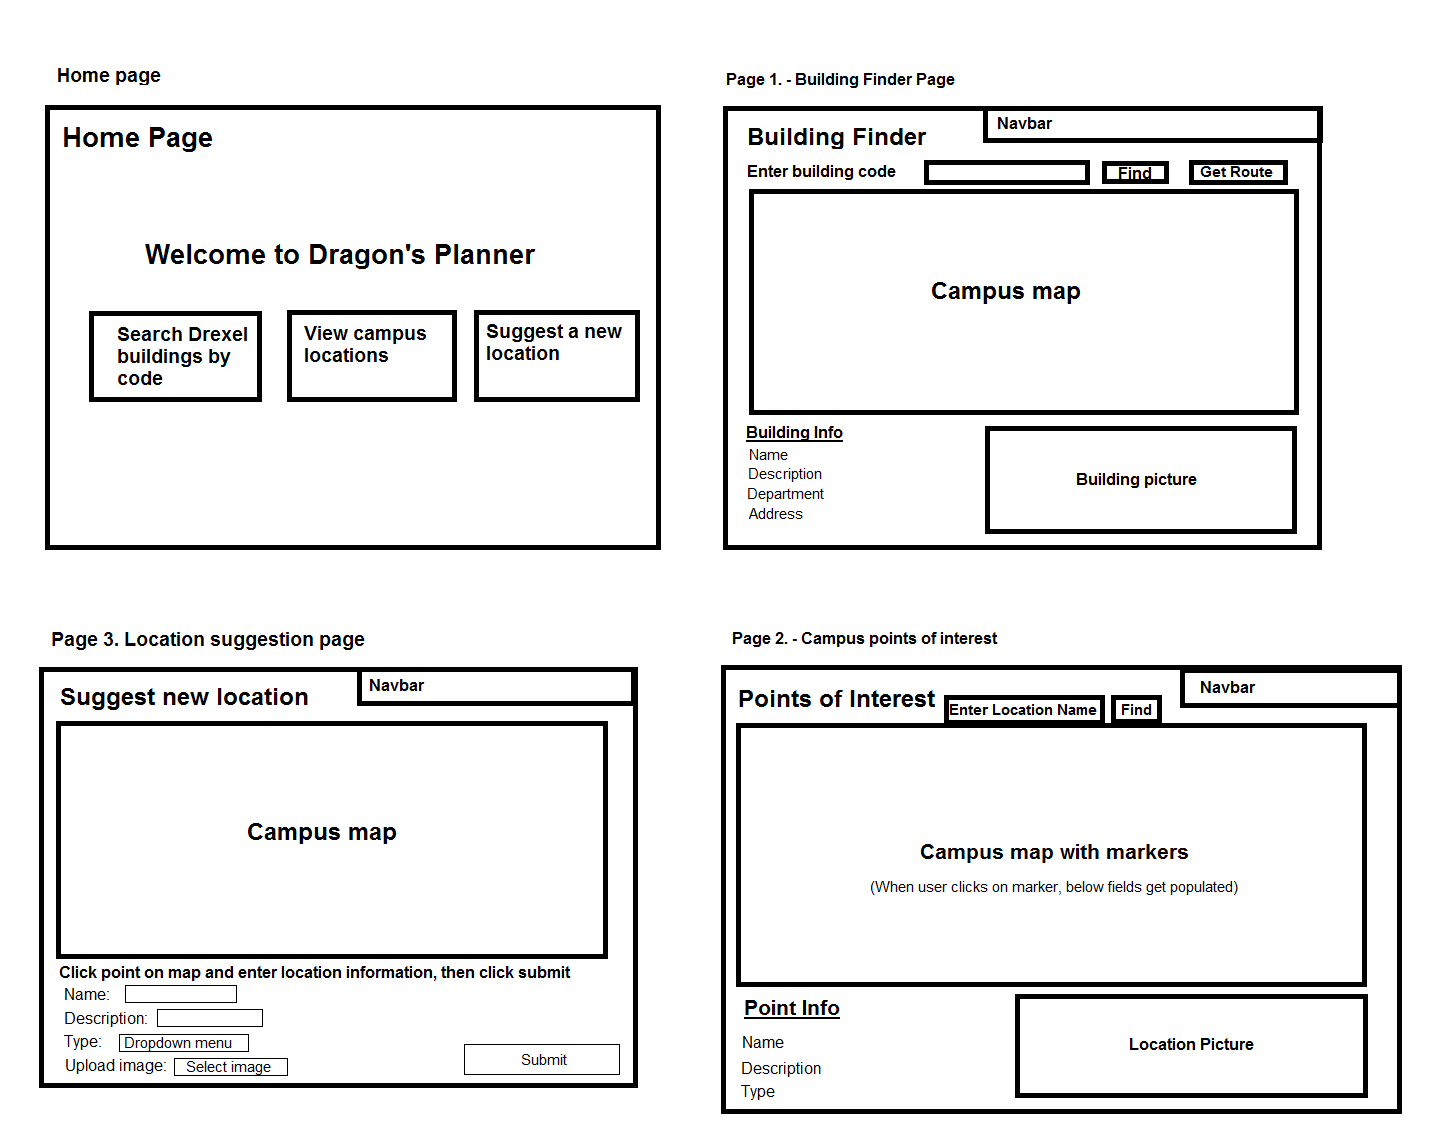 Home page
Home Page
Welcome to Dragon's Planner
Search Drexel
buildings by
code
View campus
locations
Suggest a new
location
Page 1. - Building Finder Page
Navbar
Building Finder
Enter building code
Find
Get Route
Campus map
Building Info
Name
Description
Department
Address
Building picture
Page 3. Location suggestion page
Navbar
Suggest new location
Campus map
Click point on map and enter location information, then click submit
Name:
Description:
Type:
Dropdown menu
Upload image:
Select image
Submit
Page 2. - Campus points of interest
Navbar
Points of Interest
Enter Location Name
Find
Campus map with markers
(When user clicks on marker, below fields get populated)
Point Info
Name
Description
Type
Location Picture